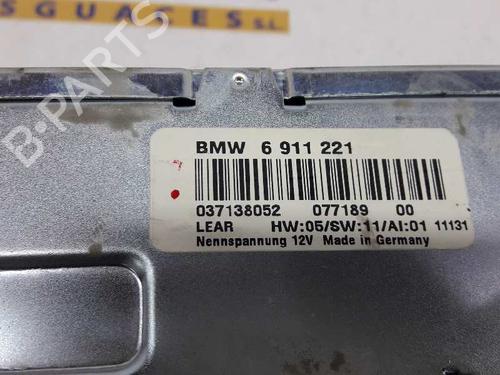 SGUACES S.L.
B-PARTS
BMW 6 911 221
037138052 077189 00
LEAR HW:05/SW:11/AI:01 11131
Nennspannung 12V Made in Germany